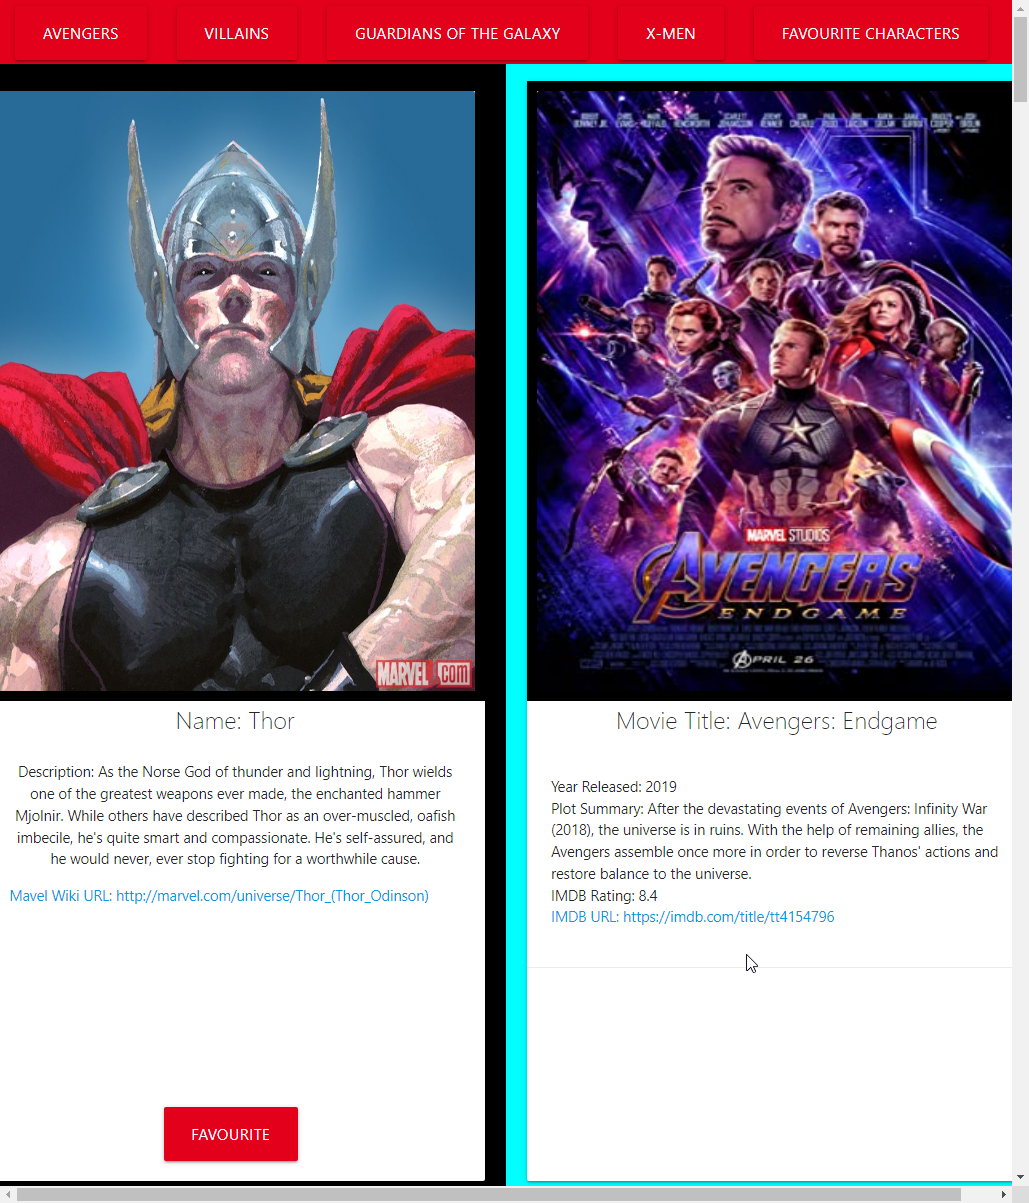 AVENGERS
VILLAINS
GUARDIANS OF THE GALAXY
X-MEN
FAVOURITE CHARACTERS
MARVEL.COM
Name: Thor
Description: As the Norse God of thunder and lightning, Thor wields
one of the greatest weapons ever made, the enchanted hammer
Mjolnir. While others have described Thor as an over-muscled, oafish
imbecile, he's quite smart and compassionate. He's self-assured, and
he would never, ever stop fighting for a worthwhile cause.
Mavel Wiki URL: http://marvel.com/universe/Thor_(Thor_Odinson)
FAVOURITE
MARVEL STUDIOS
AVENGERS
ENDGAME
APRIL 26
Movie Title: Avengers: Endgame
Year Released: 2019
Plot Summary: After the devastating events of Avengers: Infinity War
(2018), the universe is in ruins. With the help of remaining allies, the
Avengers assemble once more in order to reverse Thanos' actions and
restore balance to the universe.
IMDB Rating: 8.4
IMDB URL: https://imdb.com/title/tt4154796